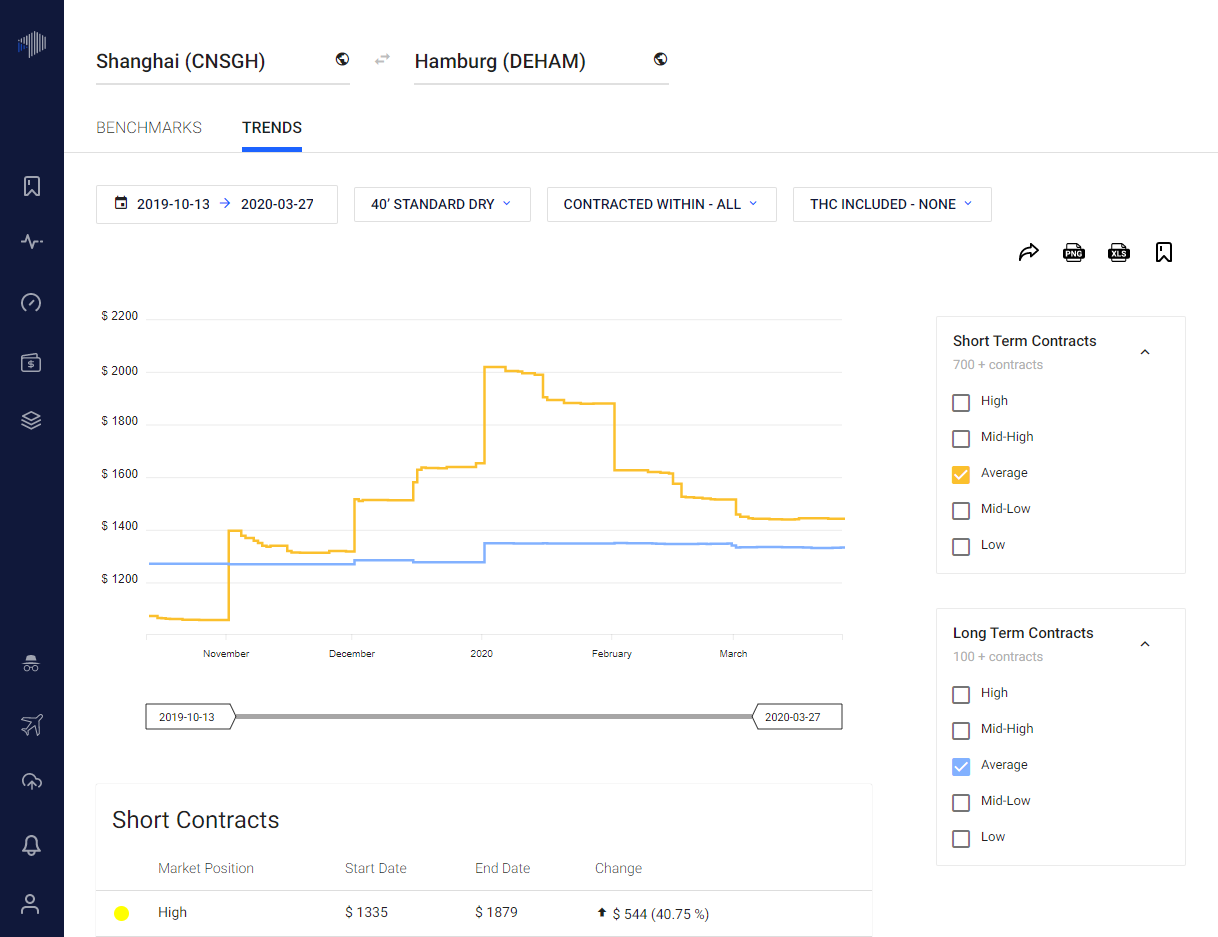 Shanghai (CNSGH)
Hamburg (DEHAM)
BENCHMARKS
TRENDS
2019-10-13 → 2020-03-27
40’ STANDARD DRY
CONTRACTED WITHIN - ALL
THC INCLUDED - NONE
PNG
XLS
$ 2200
$ 2000
$ 1800
$ 1600
$ 1400
$ 1200
November
December
2020
February
March
2019-10-13
2020-03-27
Short Term Contracts
700 + contracts
High
Mid-High
Average
Mid-Low
Low
Long Term Contracts
100 + contracts
High
Mid-High
Average
Mid-Low
Low
Short Contracts
Market Position
Start Date
End Date
Change
High
$ 1335
$ 1879
$ 544 (40.75 %)